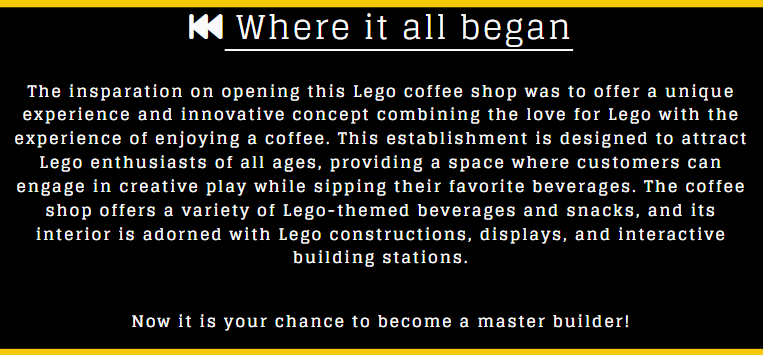 Where it all began
The insparation on opening this Lego coffee shop was to offer a unique
experience and innovative concept combining the love for Lego with the
experience of enjoying a coffee. This establishment is designed to attract
Lego enthusiasts of all ages, providing a space where customers can
engage in creative play while sipping their favorite beverages. The coffee
shop offers a variety of Lego-themed beverages and snacks, and its
interior is adorned with Lego constructions, displays, and interactive
building stations.
Now it is your chance to become a master builder!